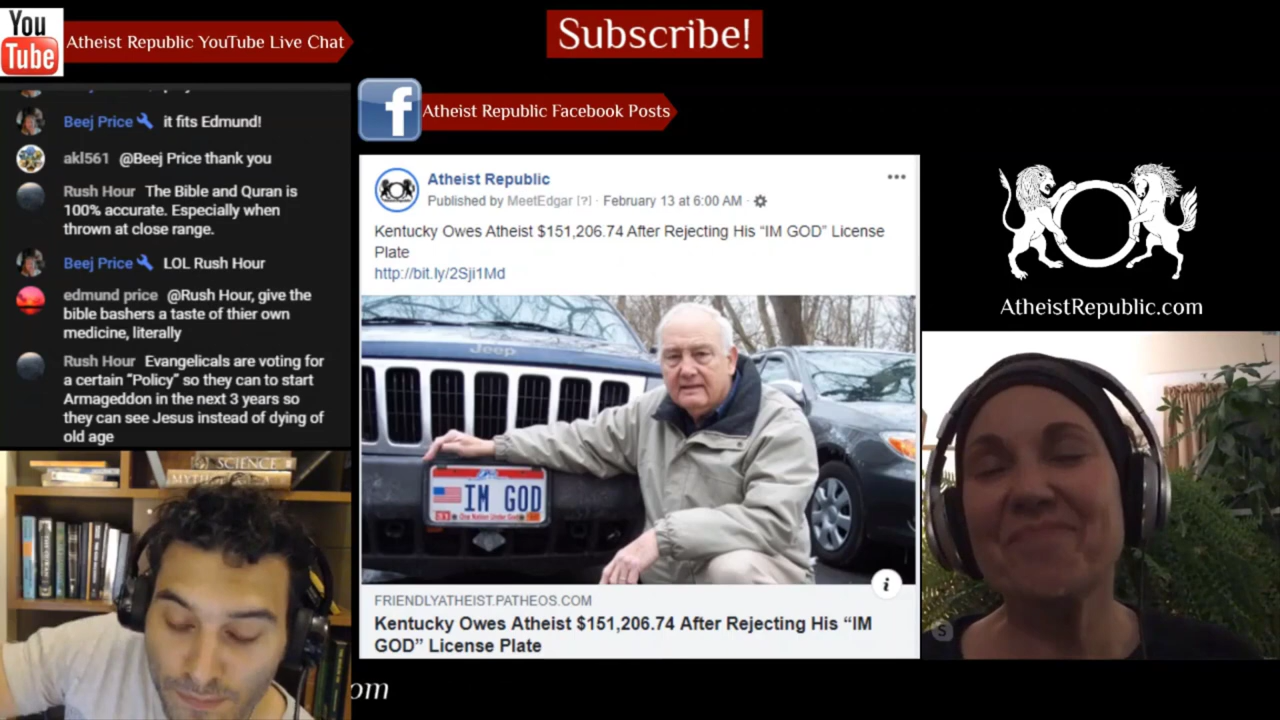 You
Tube
Atheist Republic YouTube Live Chat
Subscribe!
Beej Price it fits Edmund!
akl561 @Beej Price thank you
Rush Hour The Bible and Quran is
100% accurate. Especially when
thrown at close range.
Beej Price LOL Rush Hour
edmund price @Rush Hour, give the
bible bashers a taste of thier own
medicine, literally
Rush Hour Evangelicals are voting for
a certain “Policy” so they can to start
Armageddon in the next 3 years so
they can see Jesus instead of dying of
old age
SCIENCE
f
Atheist Republic Facebook Posts
Atheist Republic
Published by MeetEdgar [?] · February 13 at 6:00 AM ·
Kentucky Owes Atheist $151,206.74 After Rejecting His “IM GOD” License
Plate
http://bit.ly/2Sji1Md
Jeep
IM GOD
One Nation Under God
i
FRIENDLYATHEIST.PATHEOS.COM
Kentucky Owes Atheist $151,206.74 After Rejecting His “IM
GOD” License Plate
om
AtheistRepublic.com
S